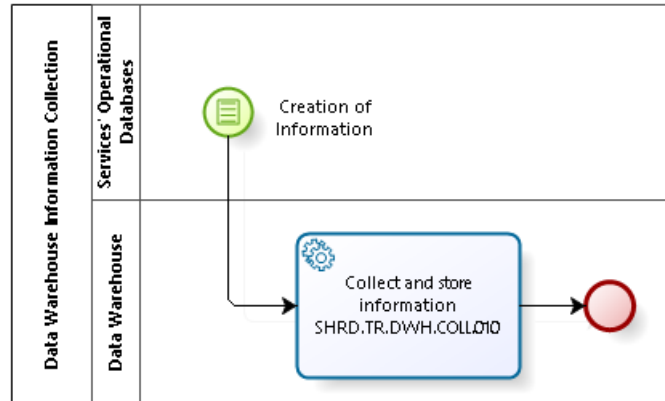 Data Warehouse Information Collection
Services' Operational
Databases
Creation of
Information
Data Warehouse
Collect and store
information
SHRD.TR.DWH.COLL.010